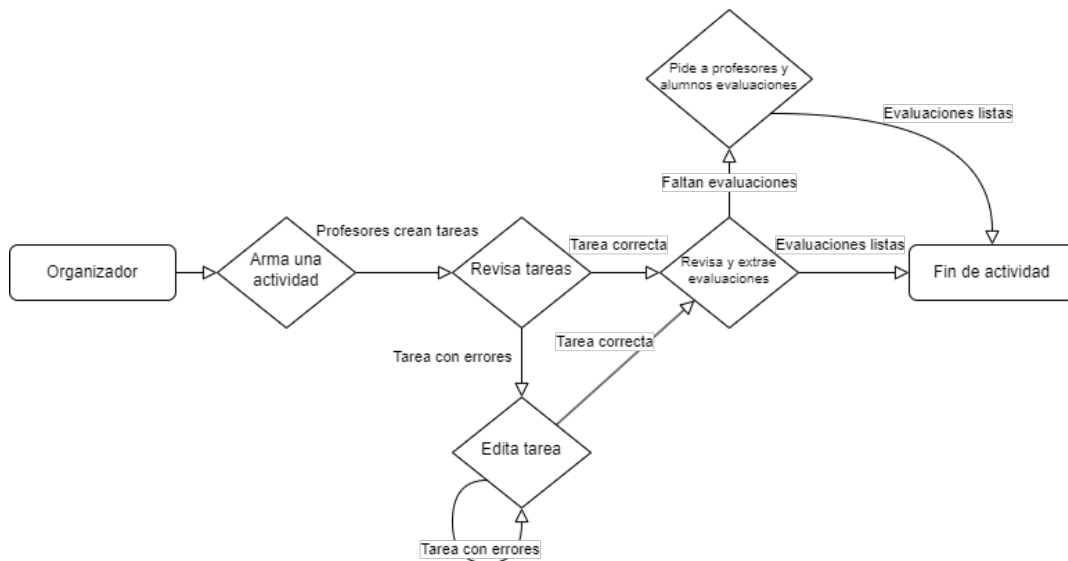 Pide a profesores y
alumnos evaluaciones
Evaluaciones listas
Faltan evaluaciones
Profesores crean tareas
Tarea correcta
Evaluaciones listas
Organizador
Arma una
actividad
Revisa tareas
Revisa y extrae
evaluaciones
Fin de actividad
Tarea con errores
Tarea correcta
Edita tarea
Tarea con errores